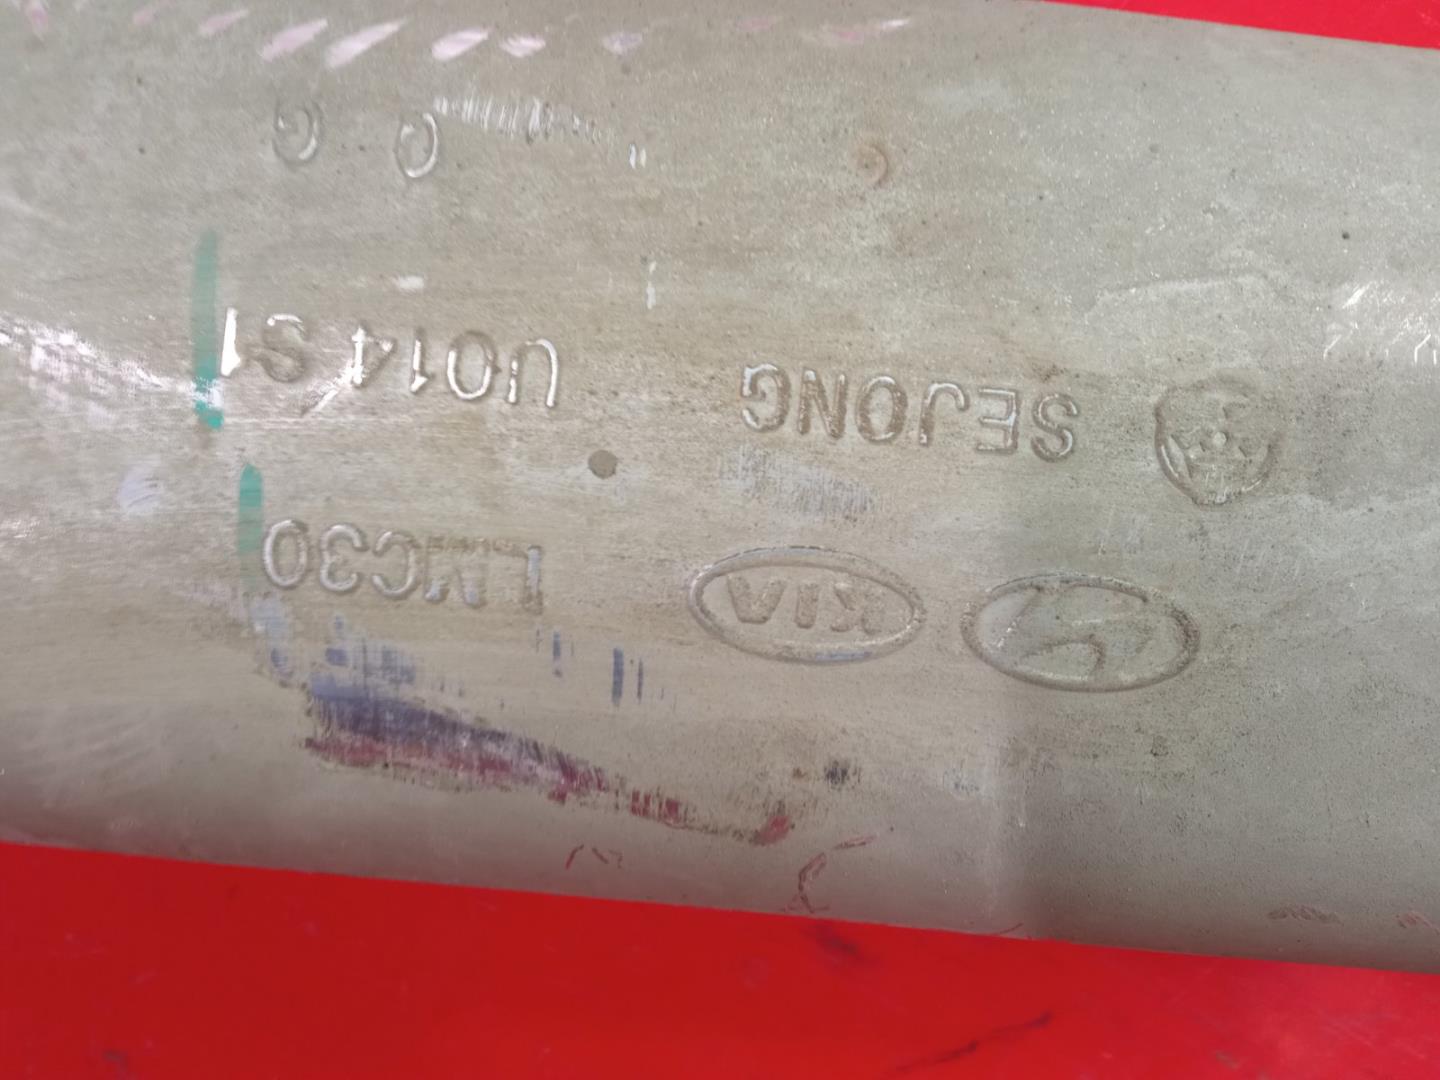 KIA LMC30
SEJONG U014 S1
C G